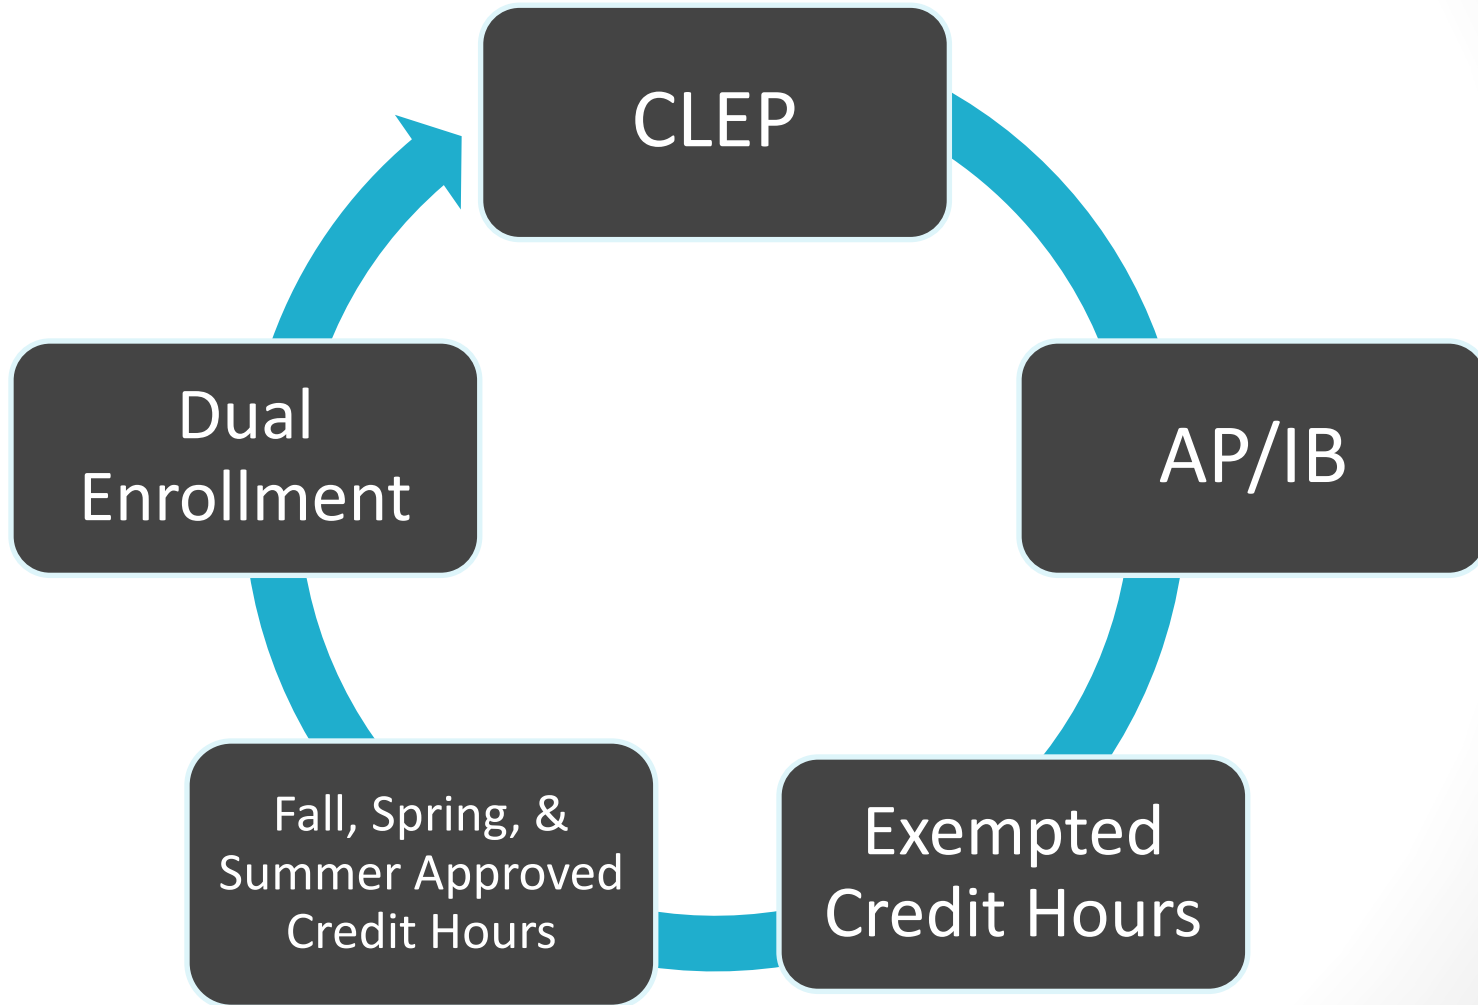 CLEP
AP/IB
Exempted
Credit Hours
Fall, Spring, &
Summer Approved
Credit Hours
Dual
Enrollment